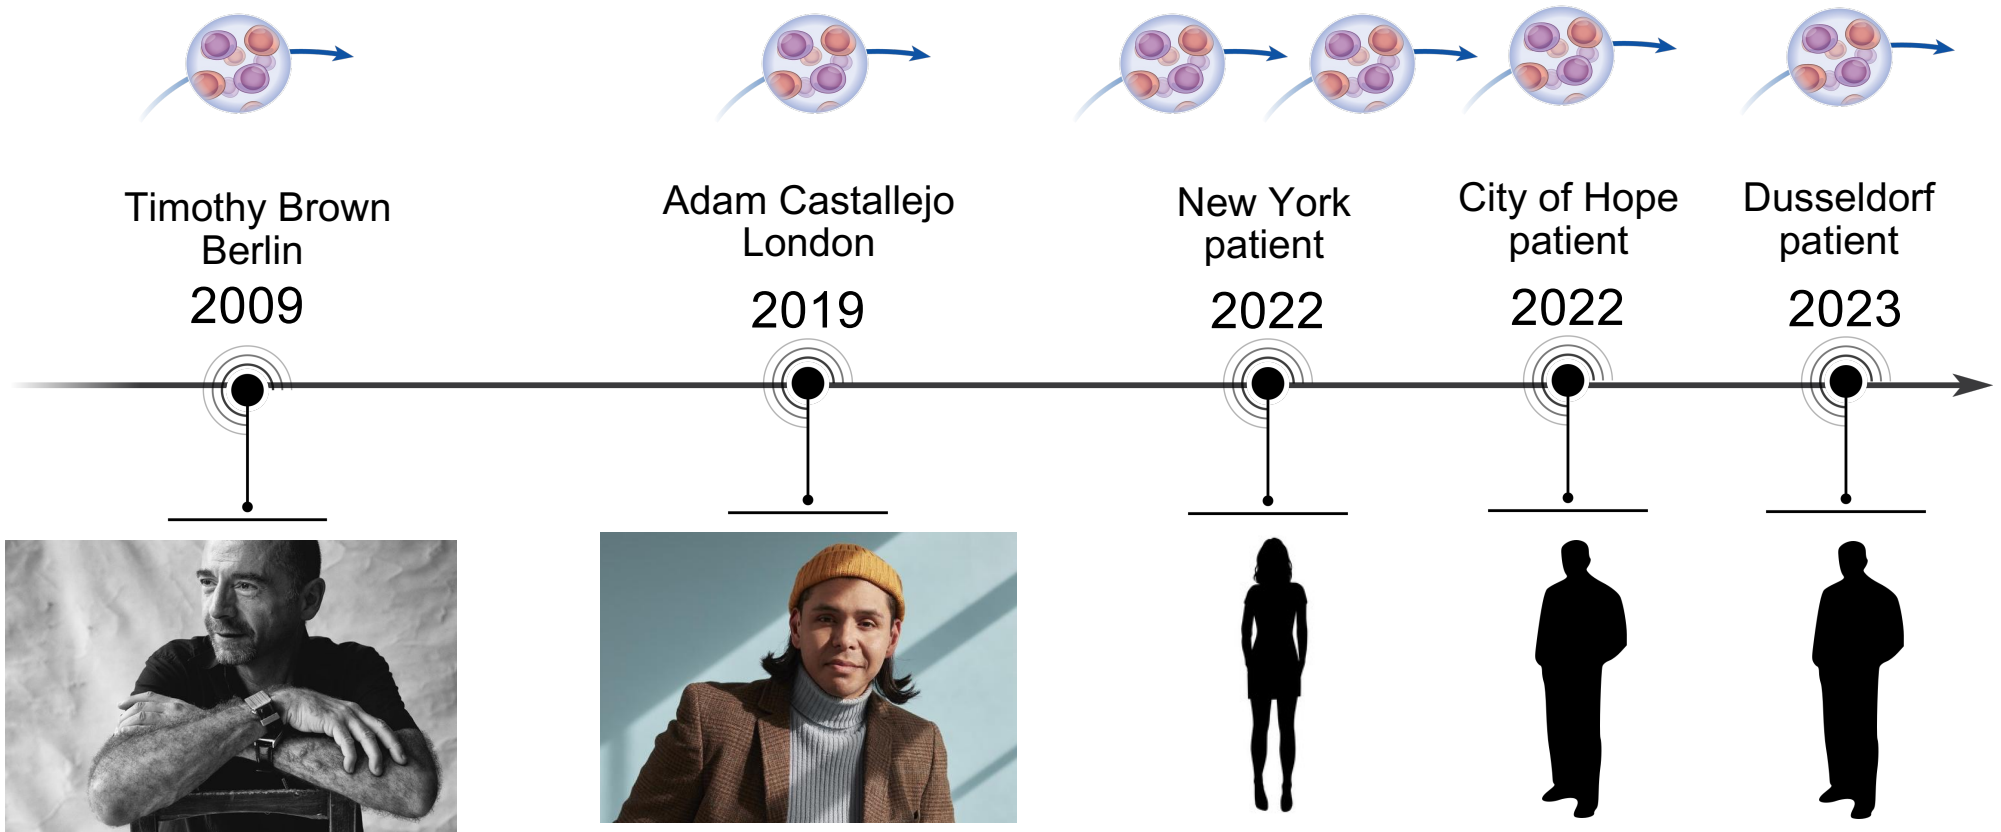 Timothy Brown
Berlin
2009
Adam Castallejo
London
2019
New York
patient
2022
City of Hope
patient
2022
Dusseldorf
patient
2023